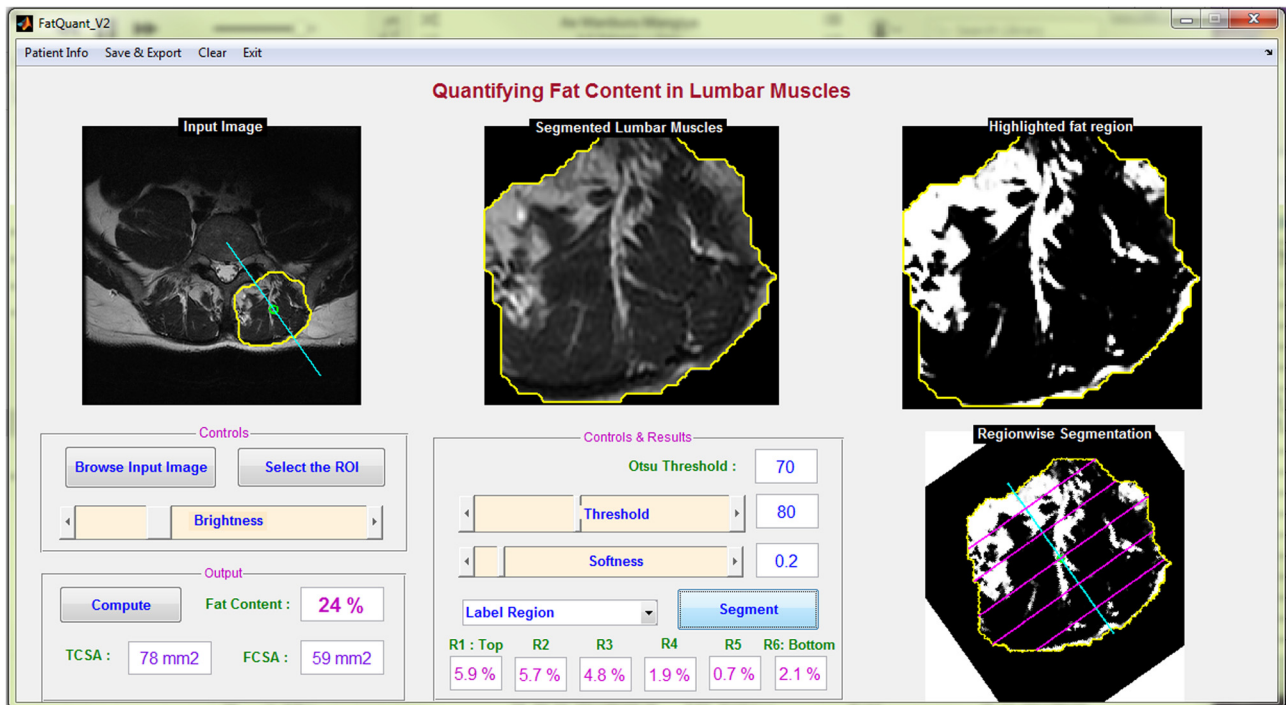 FatQuant_V2
Patient Info Save & Export Clear Exit
Quantifying Fat Content in Lumbar Muscles
Input Image
Segmented Lumbar Muscles
Highlighted fat region
Controls
Browse Input Image
Select the ROI
Brightness
Output
Compute
Fat Content :
24 %
TCSA :
78 mm2
FCSA :
59 mm2
Controls & Results
Otsu Threshold :
70
Threshold
80
Softness
0.2
Label Region
Segment
R1 : Top R2 R3 R4 R5 R6: Bottom
5.9 % 5.7 % 4.8 % 1.9 % 0.7 % 2.1 %
Regionwise Segmentation